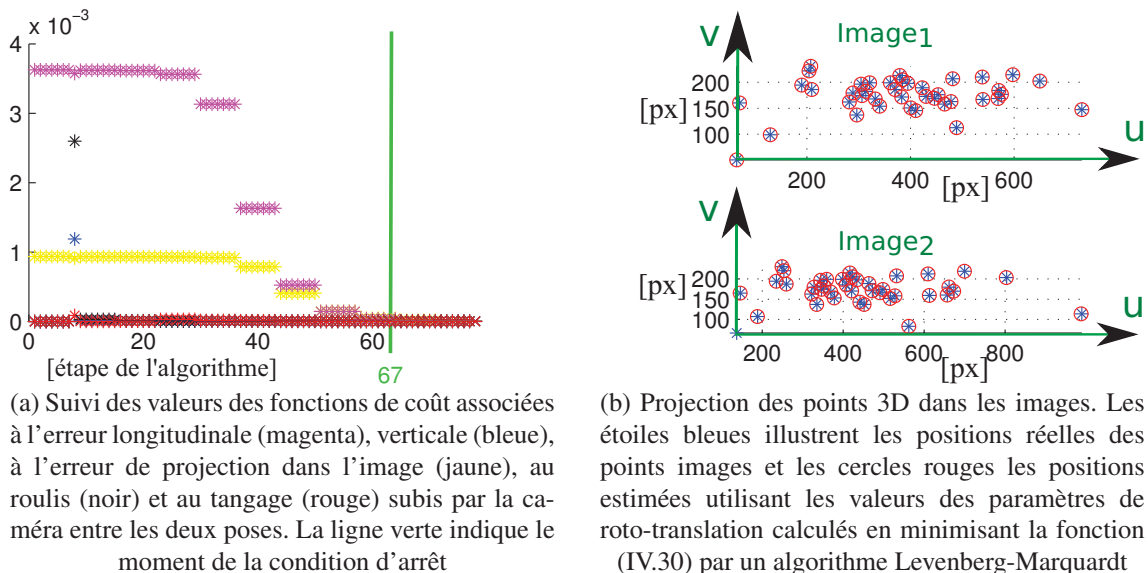 x 10⁻³
4
3
2
1
0
0 20 40 60
[étape de l'algorithme]
67
(a) Suivi des valeurs des fonctions de coût associées
à l'erreur longitudinale (magenta), verticale (bleue),
à l'erreur de projection dans l'image (jaune), au
roulis (noir) et au tangage (rouge) subis par la ca-
méra entre les deux poses. La ligne verte indique le
moment de la condition d'arrêt
v
Image1
200
[px] 150
100
u
200 400 600
[px]
v
Image2
[px] 200
150
100
u
200 400 600 800
[px]
(b) Projection des points 3D dans les images. Les
étoiles bleues illustrent les positions réelles des
points images et les cercles rouges les positions
estimées utilisant les valeurs des paramètres de
roto-translation calculés en minimisant la fonction
(IV.30) par un algorithme Levenberg-Marquardt